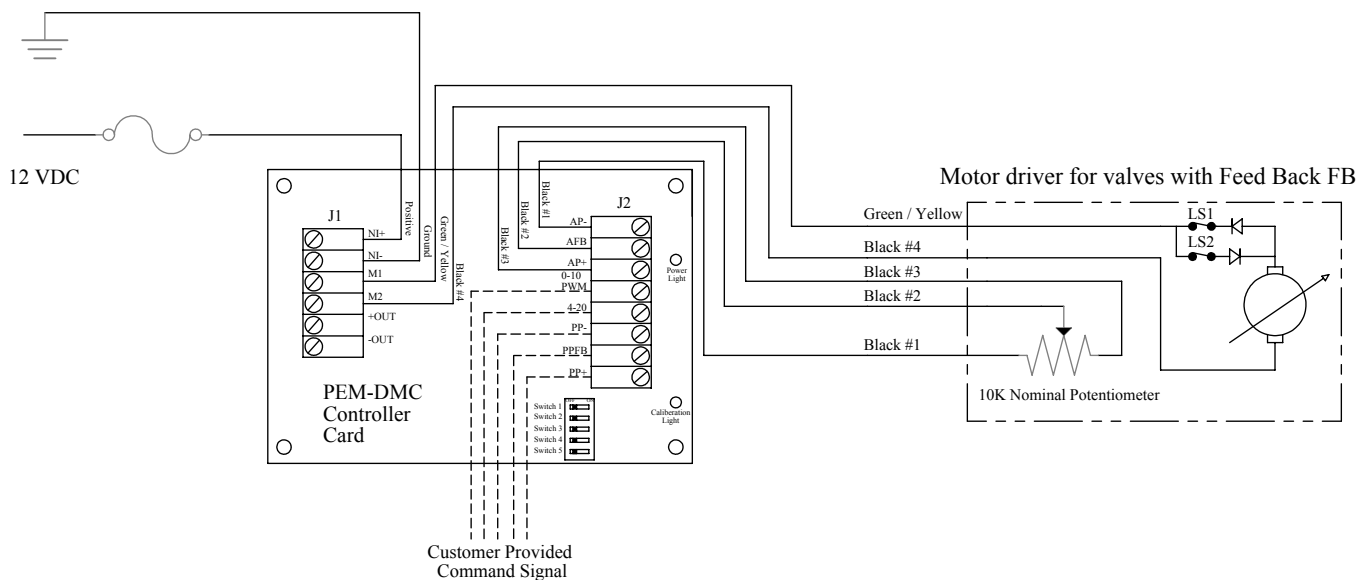 12 VDC
Motor driver for valves with Feed Back FB
J1
NI+
NI-
M1
M2
+OUT
-OUT
Positive
Ground
Green / Yellow
Black #4
Black #3
Black #2
Black #1
J2
AP-
AFB
AP+
0-10
PWM
4-20
PP-
PPFB
PP+
Power
Light
PEM-DMC
Controller
Card
OFF ON
Switch 1
Switch 2
Switch 3
Switch 4
Switch 5
Caliberation
Light
Customer Provided
Command Signal
Green / Yellow
Black #4
Black #3
Black #2
Black #1
LS1
LS2
10K Nominal Potentiometer